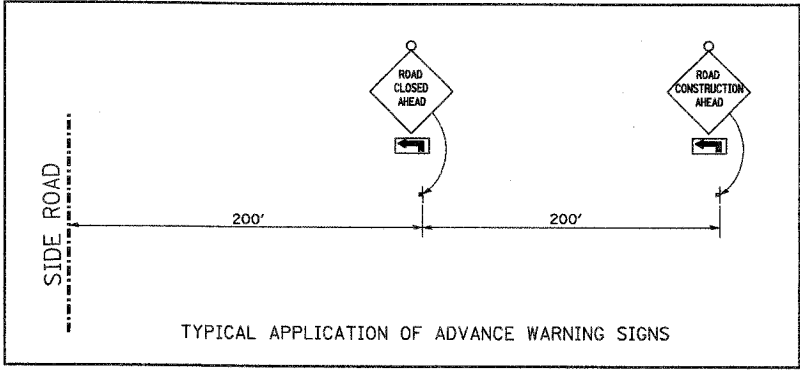 ROAD
CLOSED
AHEAD
ROAD
CONSTRUCTION
AHEAD
SIDE ROAD
200'
200'
TYPICAL APPLICATION OF ADVANCE WARNING SIGNS